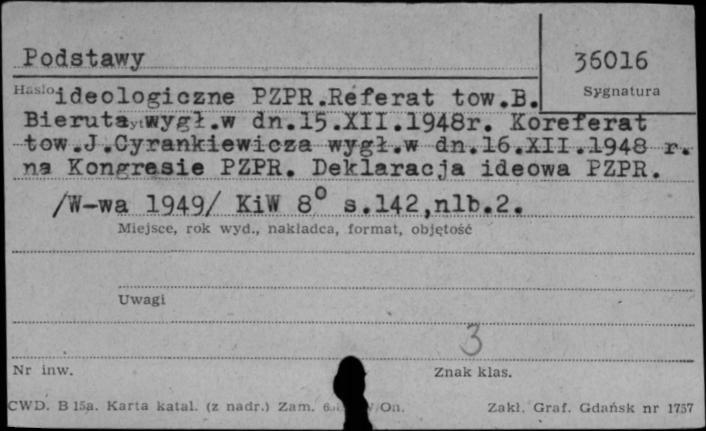 Podstawy
36016
Hasło
Sygnatura
ideologiczne PZPR.Referat tow.B.
Bieruta wygł.w dn.15.XII.1948r. Koreferat
tow.J.Cyrankiewicza wygł.w dn.16.XII.1948 r.
na Kongresie PZPR. Deklaracja ideowa PZPR.
/W-wa 1949/ KiW 8° s.142,nlb.2.
Miejsce, rok wyd., nakładca, format, objętość
Uwagi
3
Nr inw.
Znak klas.
CWD. B 15a. Karta katal. (z nadr.) Zam.
Zakł. Graf. Gdańsk nr 1757